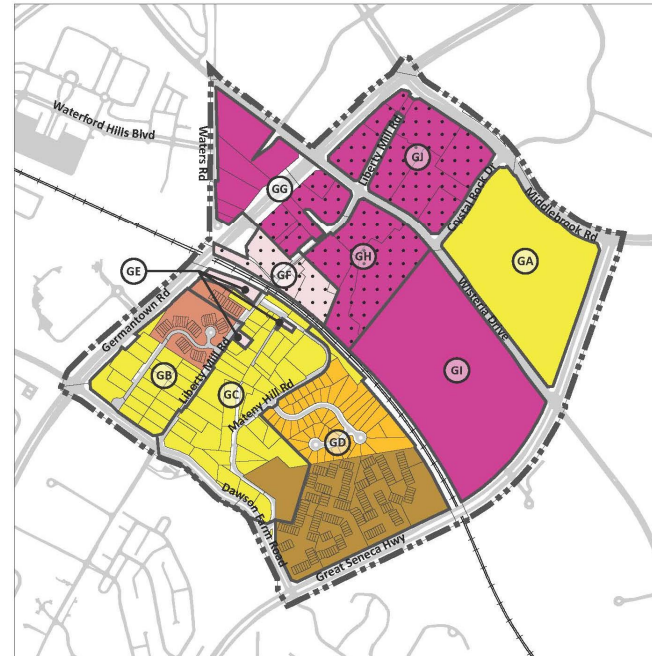 Waterford Hills Blvd
Waters Rd
Liberty Mill Rd
GJ
GG
Crystal Rock Dr
Middlebrook Rd
GH
GA
GE
GF
Wisteria Drive
Germantown Rd
GI
GB
Liberty Mill Rd
GC
Mateny Hill Rd
GD
Dawson Farm Road
Great Seneca Hwy